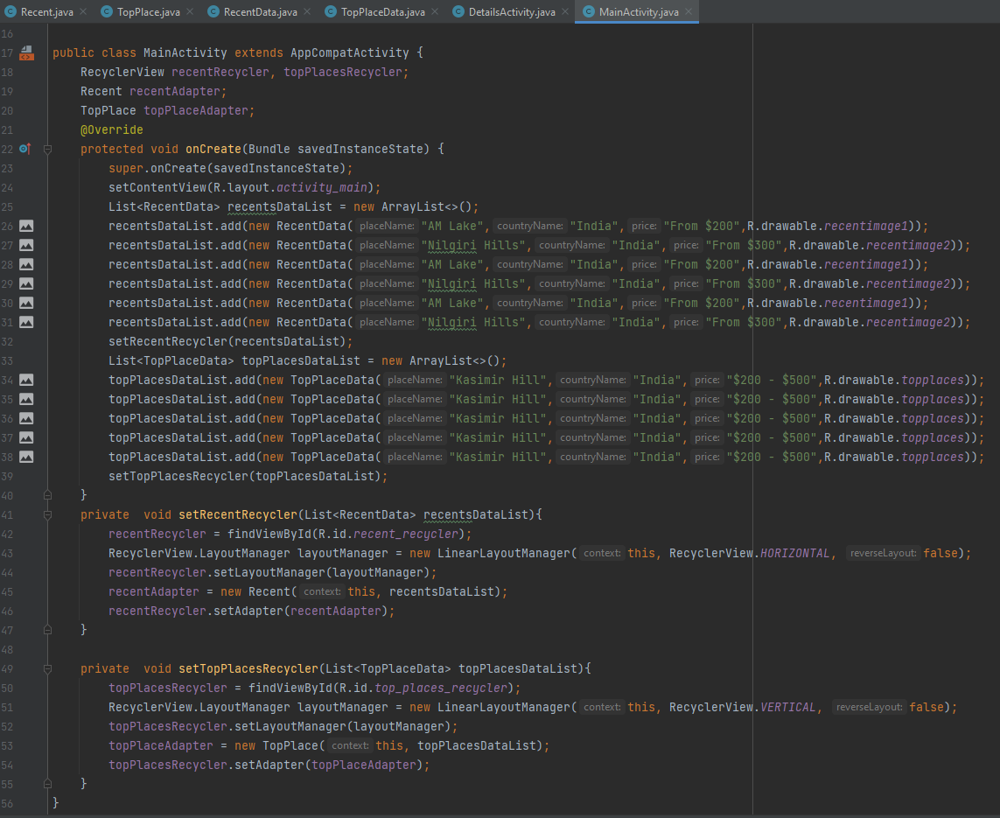 Recent.java TopPlace.java RecentData.java TopPlaceData.java DetailsActivity.java MainActivity.java
16
17 public class MainActivity extends AppCompatActivity {
18 RecyclerView recentRecycler, topPlacesRecycler;
19 Recent recentAdapter;
20 TopPlace topPlaceAdapter;
21 @Override
22 protected void onCreate(Bundle savedInstanceState) {
23 super.onCreate(savedInstanceState);
24 setContentView(R.layout.activity_main);
25 List<RecentData> recentsDataList = new ArrayList<>();
26 recentsDataList.add(new RecentData( placeName: "AM Lake", countryName: "India", price: "From $200",R.drawable.recentimage1));
27 recentsDataList.add(new RecentData( placeName: "Nilgiri Hills", countryName: "India", price: "From $300",R.drawable.recentimage2));
28 recentsDataList.add(new RecentData( placeName: "AM Lake", countryName: "India", price: "From $200",R.drawable.recentimage1));
29 recentsDataList.add(new RecentData( placeName: "Nilgiri Hills", countryName: "India", price: "From $300",R.drawable.recentimage2));
30 recentsDataList.add(new RecentData( placeName: "AM Lake", countryName: "India", price: "From $200",R.drawable.recentimage1));
31 recentsDataList.add(new RecentData( placeName: "Nilgiri Hills", countryName: "India", price: "From $300",R.drawable.recentimage2));
32 setRecentRecycler(recentsDataList);
33 List<TopPlaceData> topPlacesDataList = new ArrayList<>();
34 topPlacesDataList.add(new TopPlaceData( placeName: "Kasimir Hill", countryName: "India", price: "$200 - $500",R.drawable.topplaces));
35 topPlacesDataList.add(new TopPlaceData( placeName: "Kasimir Hill", countryName: "India", price: "$200 - $500",R.drawable.topplaces));
36 topPlacesDataList.add(new TopPlaceData( placeName: "Kasimir Hill", countryName: "India", price: "$200 - $500",R.drawable.topplaces));
37 topPlacesDataList.add(new TopPlaceData( placeName: "Kasimir Hill", countryName: "India", price: "$200 - $500",R.drawable.topplaces));
38 topPlacesDataList.add(new TopPlaceData( placeName: "Kasimir Hill", countryName: "India", price: "$200 - $500",R.drawable.topplaces));
39 setTopPlacesRecycler(topPlacesDataList);
40 }
41 private  void setRecentRecycler(List<RecentData> recentsDataList){
42 recentRecycler = findViewById(R.id.recent_recycler);
43 RecyclerView.LayoutManager layoutManager = new LinearLayoutManager( context: this, RecyclerView.HORIZONTAL, reverseLayout: false);
44 recentRecycler.setLayoutManager(layoutManager);
45 recentAdapter = new Recent( context: this, recentsDataList);
46 recentRecycler.setAdapter(recentAdapter);
47 }
48
49 private  void setTopPlacesRecycler(List<TopPlaceData> topPlacesDataList){
50 topPlacesRecycler = findViewById(R.id.top_places_recycler);
51 RecyclerView.LayoutManager layoutManager = new LinearLayoutManager( context: this, RecyclerView.VERTICAL, reverseLayout: false);
52 topPlacesRecycler.setLayoutManager(layoutManager);
53 topPlaceAdapter = new TopPlace( context: this, topPlacesDataList);
54 topPlacesRecycler.setAdapter(topPlaceAdapter);
55 }
56 }